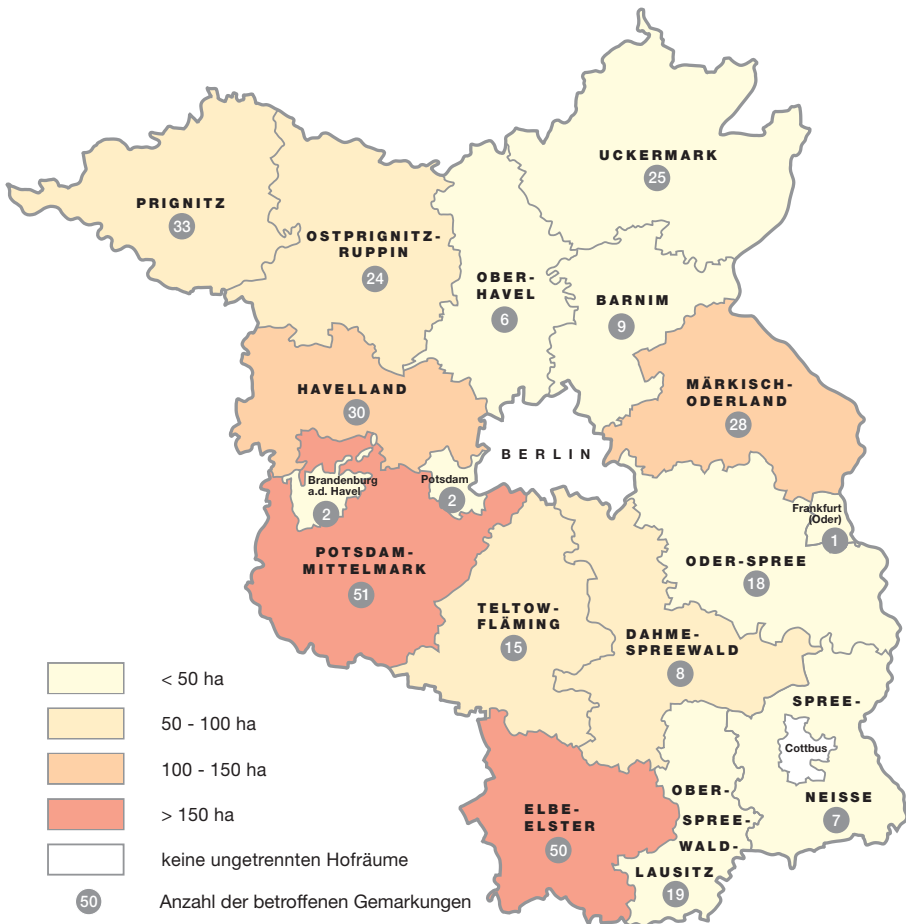 UCKERMARK
25
PRIGNITZ
33
OSTPRIGNITZ-
RUPPIN
24
OBER-
HAVEL
6
BARNIM
9
HAVELLAND
30
MÄRKISCH-
ODERLAND
28
BERLIN
Brandenburg
a.d. Havel
2
Potsdam
2
Frankfurt
(Oder)
1
POTSDAM-
MITTELMARK
51
ODER-SPREE
18
TELTOW-
FLÄMING
15
DAHME-
SPREEWALD
8
SPREE-
Cottbus
NEISSE
7
OBER-
SPREE-
WALD-
LAUSITZ
19
ELBE-
ELSTER
50
< 50 ha
50 - 100 ha
100 - 150 ha
> 150 ha
keine ungetrennten Hofräume
50 Anzahl der betroffenen Gemarkungen